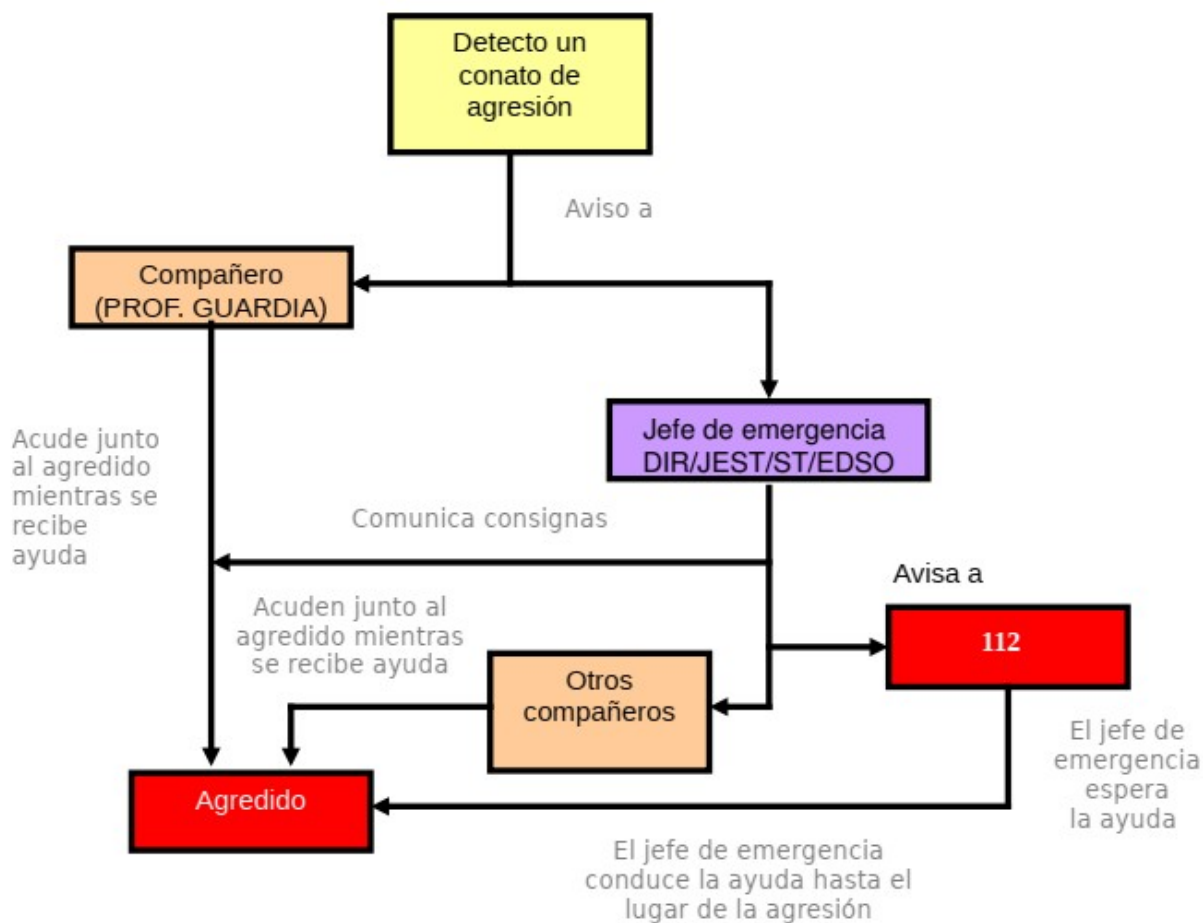 Detecto un
conato de
agresión
Aviso a
Compañero
(PROF. GUARDIA)
Jefe de emergencia
DIR/JEST/ST/EDSO
Acude junto
al agredido
mientras se
recibe
ayuda
Comunica consignas
Avisa a
112
Acuden junto al
agredido mientras
se recibe ayuda
Otros
compañeros
El jefe de
emergencia
espera
la ayuda
Agredido
El jefe de emergencia
conduce la ayuda hasta el
lugar de la agresión